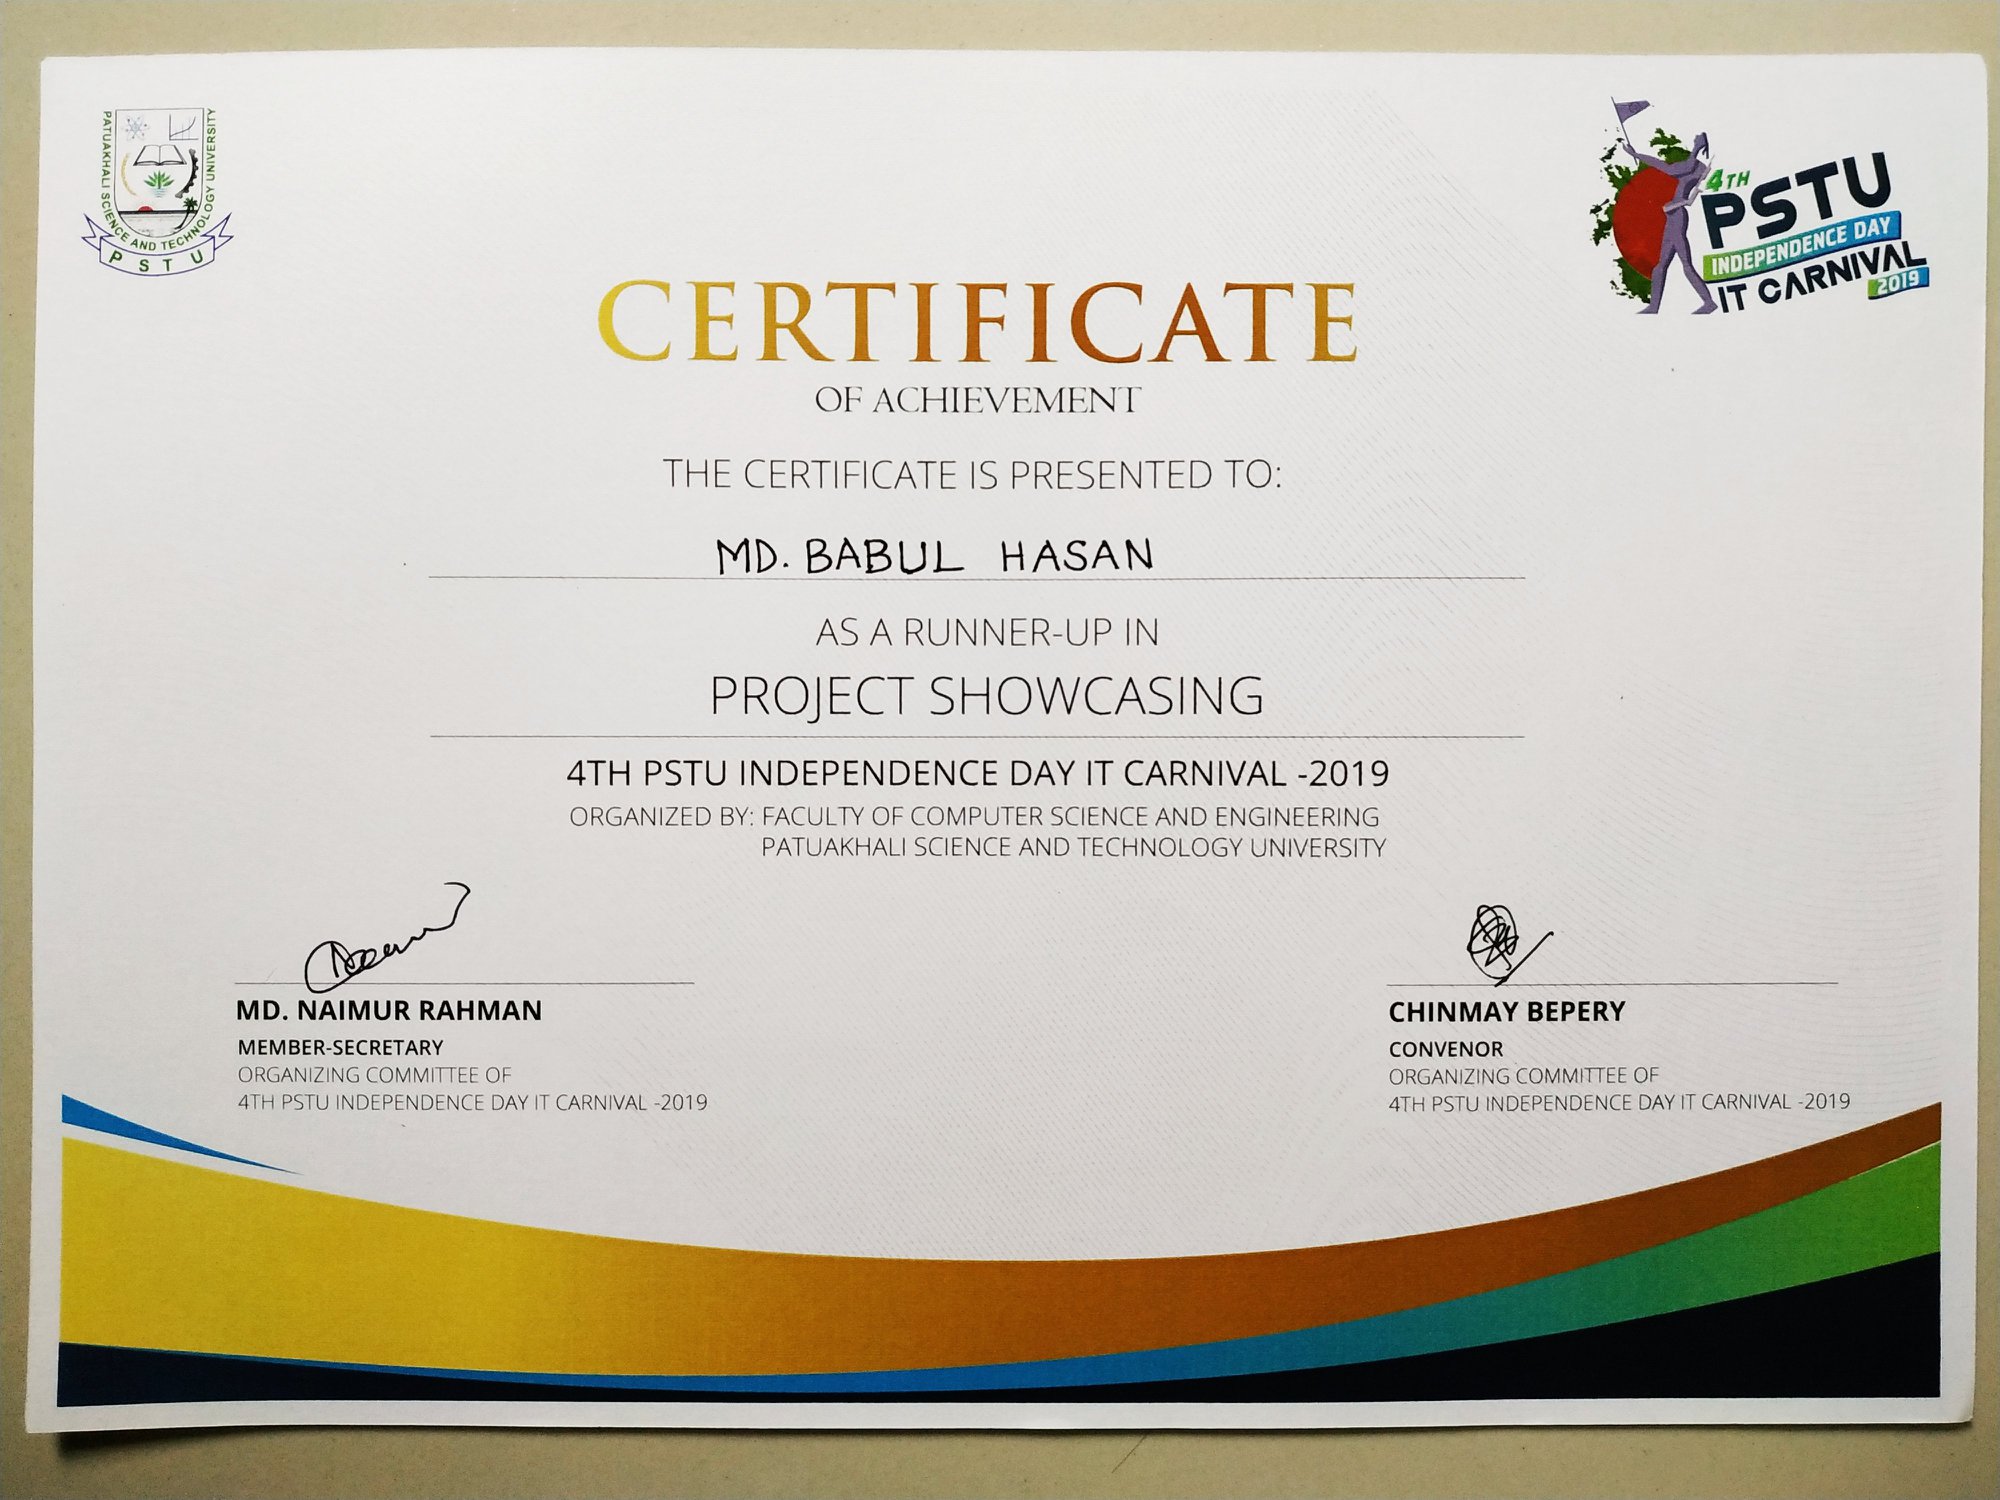 PATUAKHALI SCIENCE AND TECHNOLOGY UNIVERSITY
PSTU
4TH
PSTU
INDEPENDENCE DAY
IT CARNIVAL
2019
CERTIFICATE
OF ACHIEVEMENT
THE CERTIFICATE IS PRESENTED TO:
MD. BABUL HASAN
AS A RUNNER-UP IN
PROJECT SHOWCASING
4TH PSTU INDEPENDENCE DAY IT CARNIVAL -2019
ORGANIZED BY: FACULTY OF COMPUTER SCIENCE AND ENGINEERING
PATUAKHALI SCIENCE AND TECHNOLOGY UNIVERSITY
MD. NAIMUR RAHMAN
MEMBER-SECRETARY
ORGANIZING COMMITTEE OF
4TH PSTU INDEPENDENCE DAY IT CARNIVAL -2019
CHINMAY BEPERY
CONVENOR
ORGANIZING COMMITTEE OF
4TH PSTU INDEPENDENCE DAY IT CARNIVAL -2019